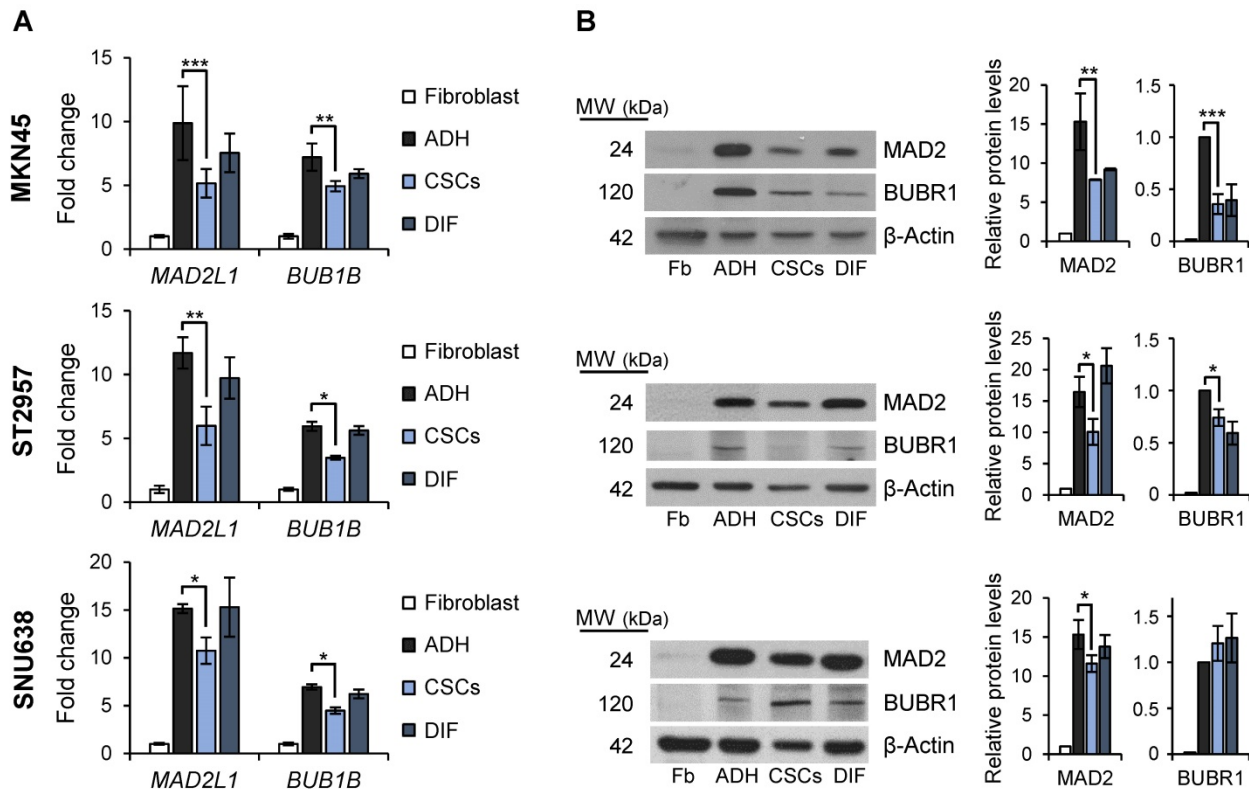 A
B
MKN45
Fold change
15
10
5
0
***
**
MAD2L1
BUB1B
Fibroblast
ADH
CSCs
DIF
MW (kDa)
24
MAD2
120
BUBR1
42
β-Actin
Fb
ADH
CSCs
DIF
Relative protein levels
20
15
10
5
0
**
MAD2
1.5
1.0
0.5
0
***
BUBR1
ST2957
Fold change
15
10
5
0
**
*
MAD2L1
BUB1B
Fibroblast
ADH
CSCs
DIF
MW (kDa)
24
MAD2
120
BUBR1
42
β-Actin
Fb
ADH
CSCs
DIF
Relative protein levels
25
20
15
10
5
0
*
MAD2
1.5
1.0
0.5
0
*
BUBR1
SNU638
Fold change
20
15
10
5
0
*
*
MAD2L1
BUB1B
Fibroblast
ADH
CSCs
DIF
MW (kDa)
24
MAD2
120
BUBR1
42
β-Actin
Fb
ADH
CSCs
DIF
Relative protein levels
20
15
10
5
0
*
MAD2
1.5
1.0
0.5
0
BUBR1